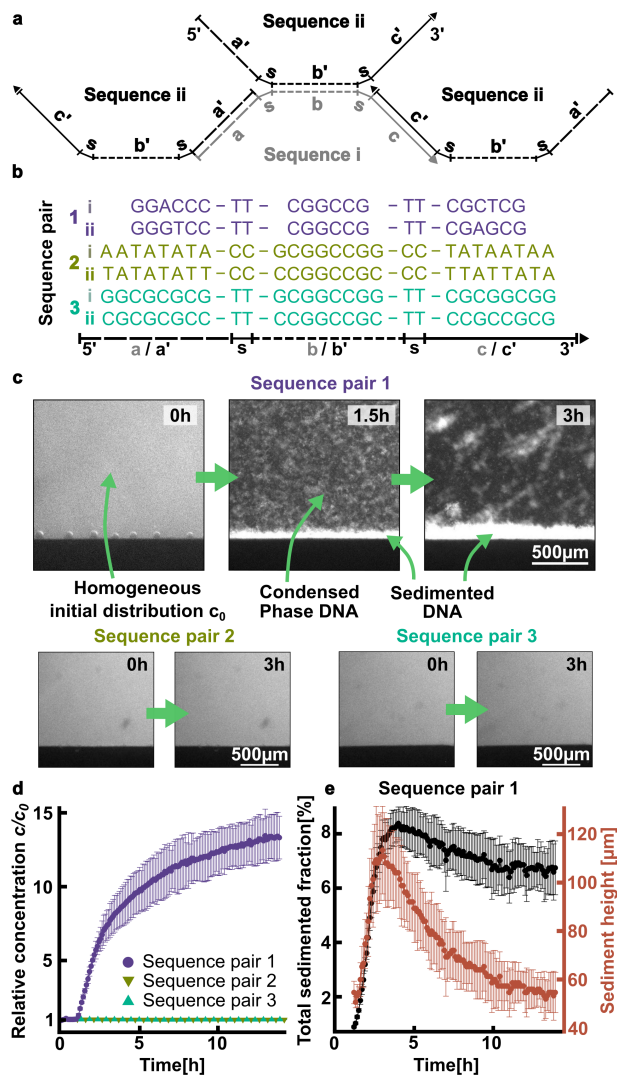 a
Sequence ii
5'
3'
a'
c'
s
b'
s
Sequence ii
a'
s
b
s
c'
Sequence ii
a'
c'
a
c
s
b'
s
Sequence i
s
b'
s
b
Sequence pair
1
i
GGACCC – TT – CGGCCG – TT – CGCTCG
ii
GGGTCC – TT – CGGCCG – TT – CGAGCG
2
i
AATATATA – CC – GCGGCCGG – CC – TATAATAA
ii
TATATATT – CC – CCGGCCGC – CC – TTATTATA
3
i
GGCGCGCG – TT – GCGGCCGG – TT – CGCGGCGG
ii
CGCGCGCC – TT – CCGGCCGC – TT – CCGCCGCG
5' a / a' s b / b' s c / c' 3'
c
Sequence pair 1
0h
1.5h
3h
500μm
Homogeneous
initial distribution c0
Condensed
Phase DNA
Sedimented
DNA
Sequence pair 2
Sequence pair 3
0h
3h
500μm
0h
3h
500μm
d
Relative concentration c/c0
15
10
5
1
0
5
10
Time[h]
Sequence pair 1
Sequence pair 2
Sequence pair 3
e
Sequence pair 1
Total sedimented fraction[%]
8
6
4
2
0
5
10
Time[h]
120
100
80
60
40
Sediment height [μm]